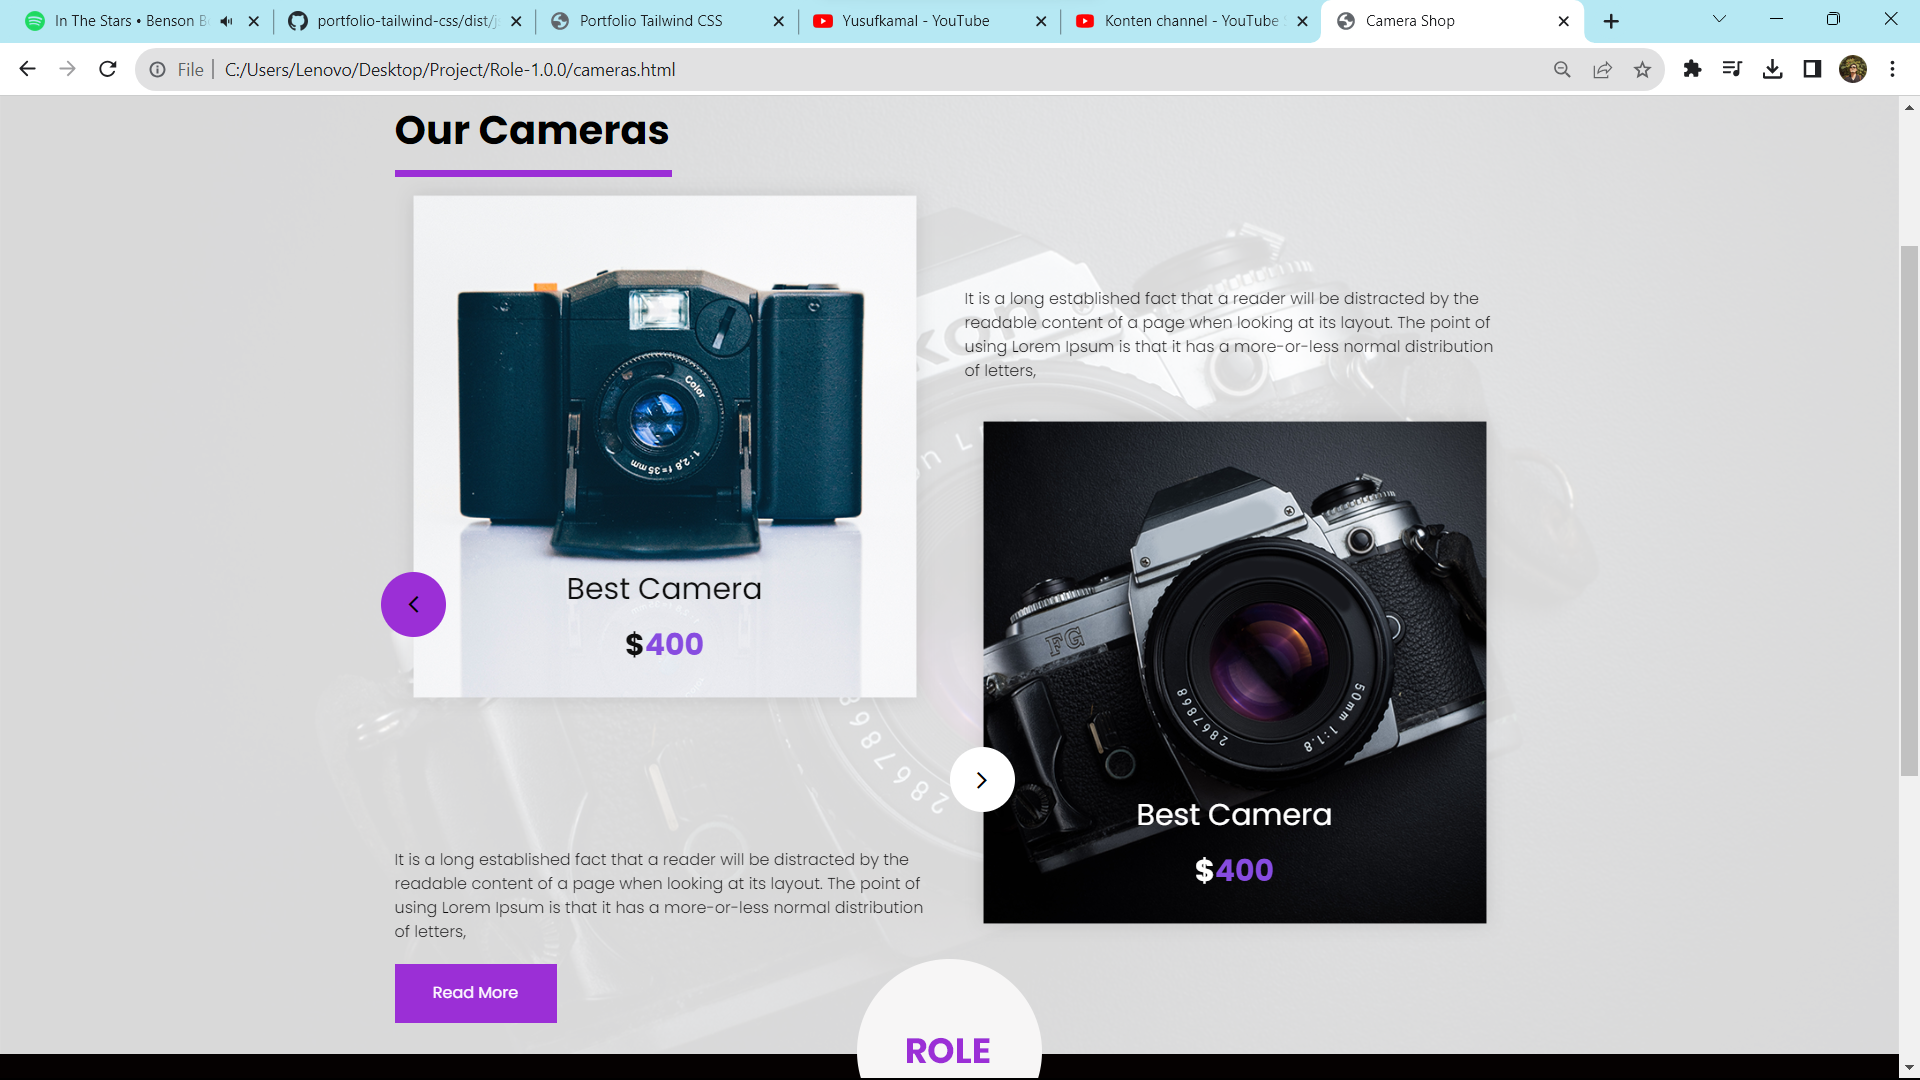 In The Stars • Benson B
portfolio-tailwind-css/dist/j
Portfolio Tailwind CSS
Yusufkamal - YouTube
Konten channel - YouTube
Camera Shop
File
C:/Users/Lenovo/Desktop/Project/Role-1.0.0/cameras.html
Our Cameras
Color
1:2,8 f=35mm
Best Camera
$400
It is a long established fact that a reader will be distracted by the
readable content of a page when looking at its layout. The point of
using Lorem Ipsum is that it has a more-or-less normal distribution
of letters,
FG
50mm 1:1.8
2867868
Best Camera
$400
2867868
It is a long established fact that a reader will be distracted by the
readable content of a page when looking at its layout. The point of
using Lorem Ipsum is that it has a more-or-less normal distribution
of letters,
Read More
ROLE